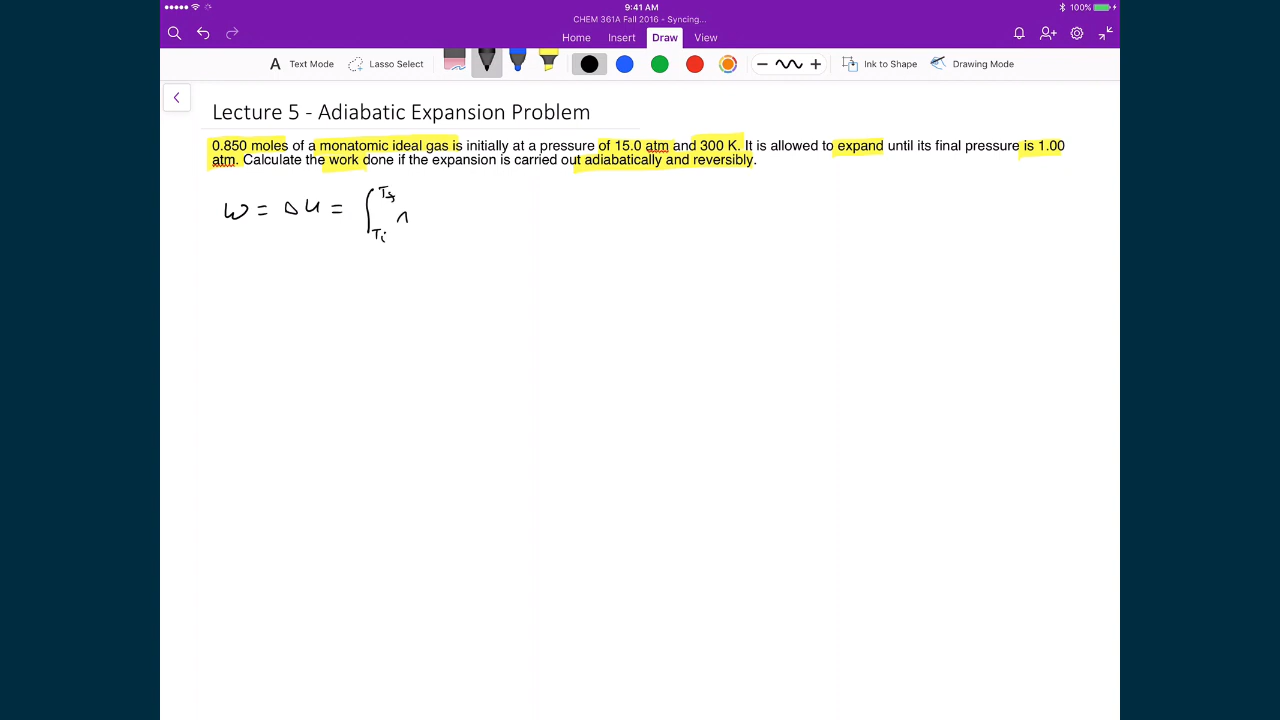 9:41 AM
100%
CHEM 361A Fall 2016 - Syncing...
Home Insert Draw View
A Text Mode Lasso Select Ink to Shape Drawing Mode
Lecture 5 - Adiabatic Expansion Problem
0.850 moles of a monatomic ideal gas is initially at a pressure of 15.0 atm and 300 K. It is allowed to expand until its final pressure is 1.00
atm. Calculate the work done if the expansion is carried out adiabatically and reversibly.
w = ΔU = ∫_{Ti}^{Tf} n